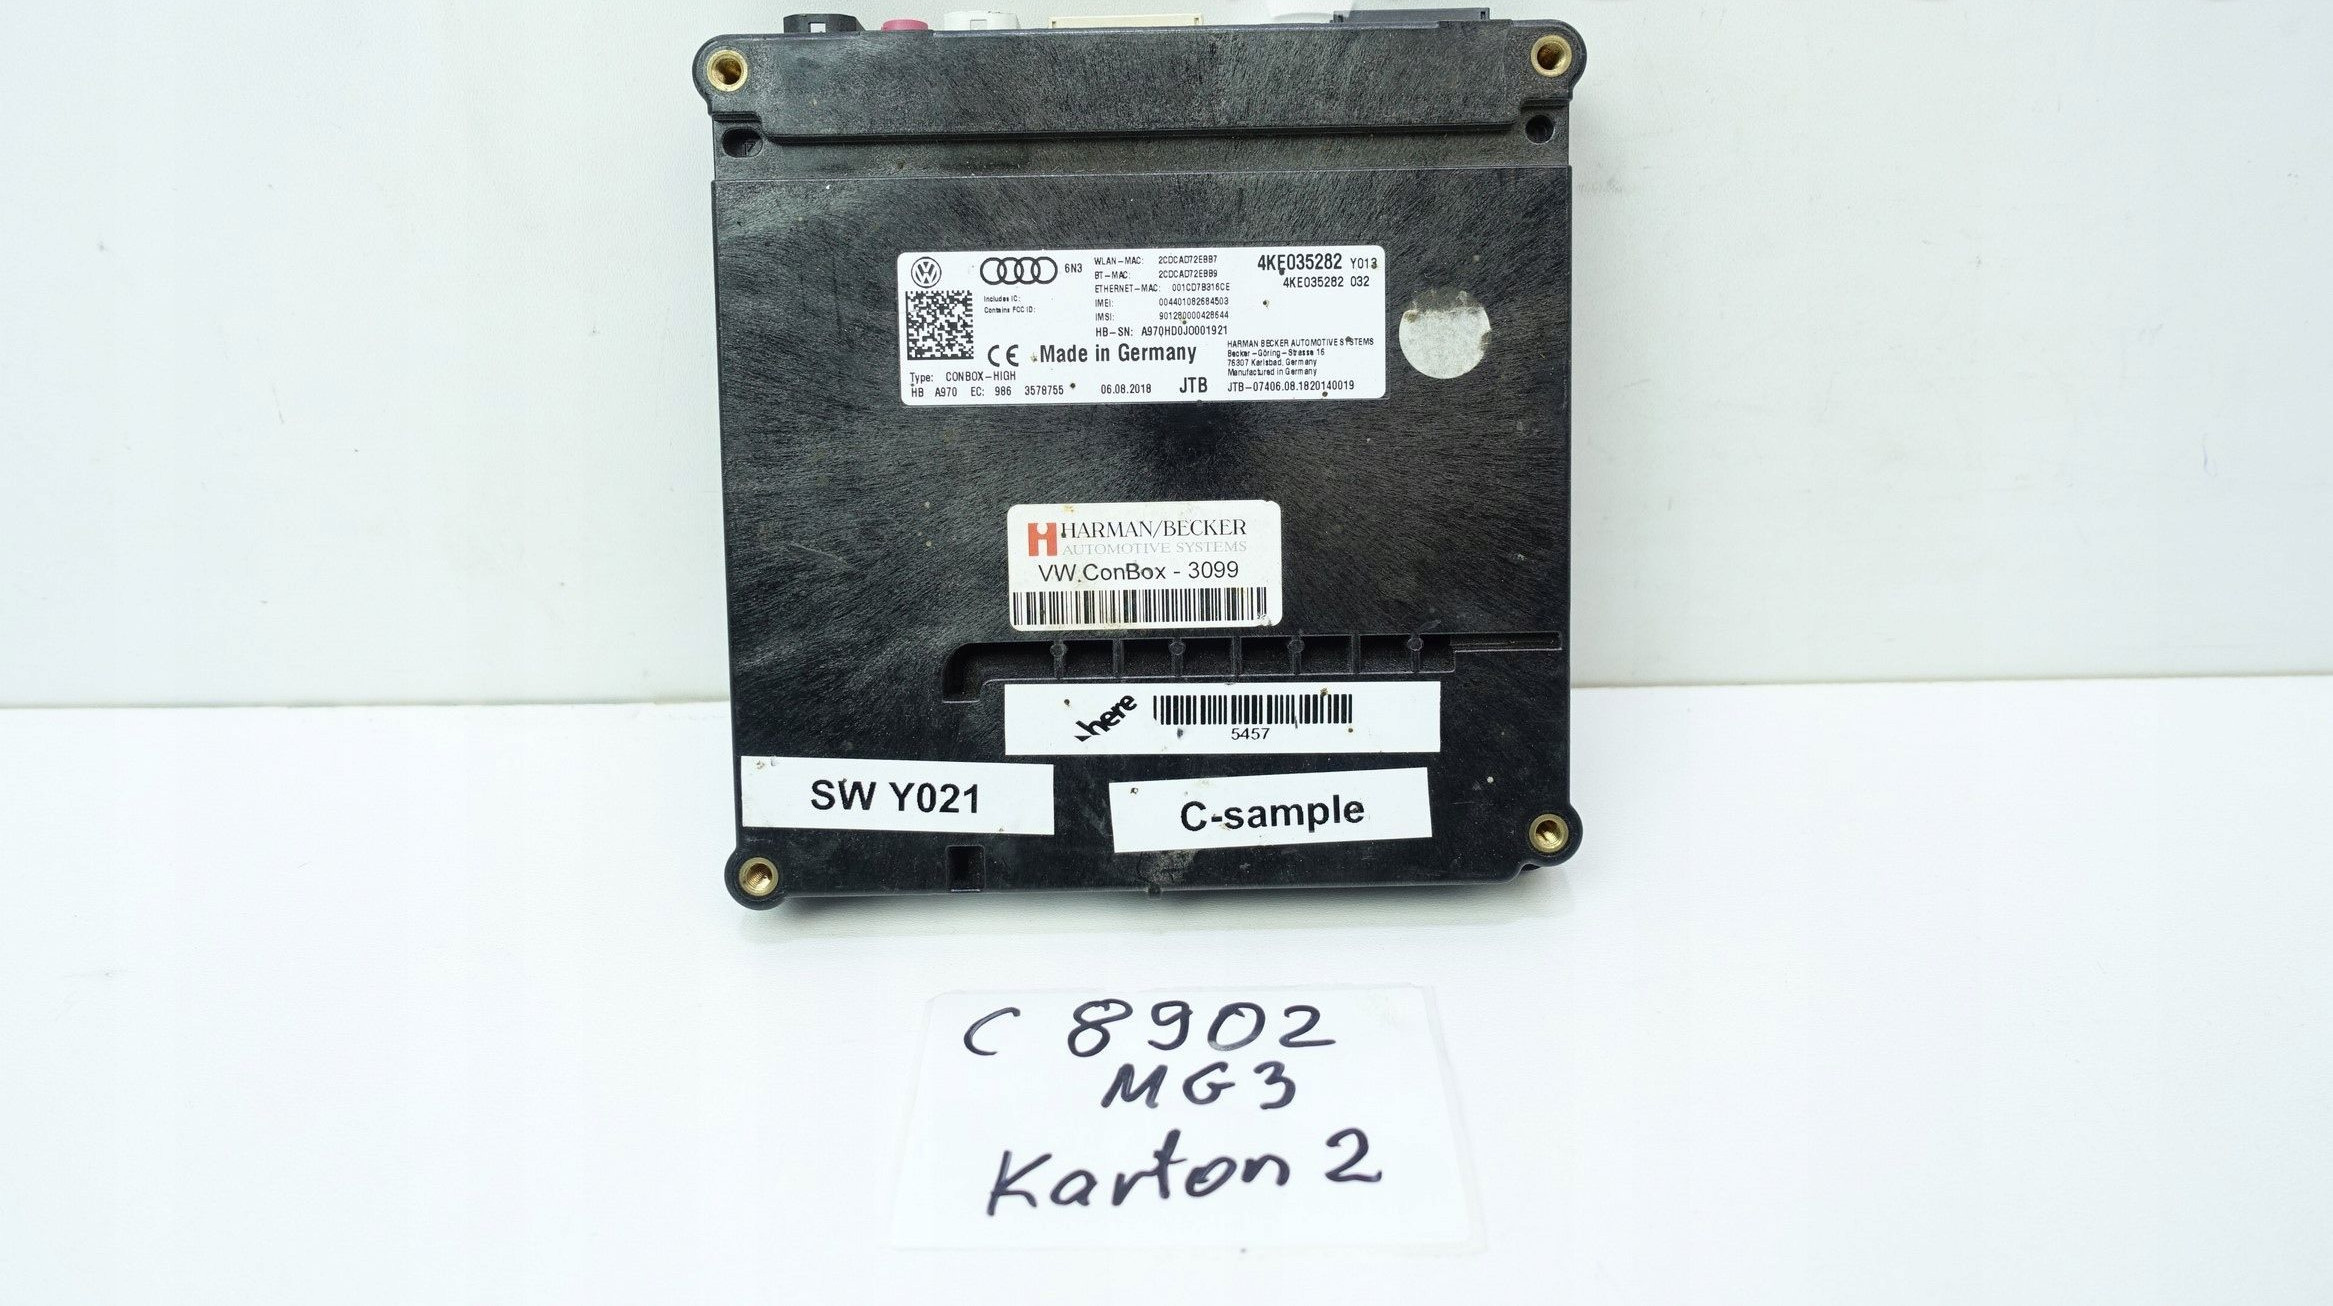 6N3
WLAN-MAC: 2CDCAD72EBB7
BT-MAC: 2CDCAD72EBB9
ETHERNET-MAC: 001CD7B316CE
IMEI: 004401082684503
IMSI: 901280000428644
HB-SN: A970HD0J0001921
4KE035282 Y013
4KE035282 032
Includes IC:
Contains FCC ID:
CE Made in Germany
HARMAN BECKER AUTOMOTIVE SYSTEMS
Becker-Göring-Strasse 16
76307 Karlsbad, Germany
Manufactured in Germany
Type: CONBOX-HIGH
HB A970 EC: 986 3578755 06.08.2018 JTB JTB-07406.08.1820140019
HARMAN/BECKER
AUTOMOTIVE SYSTEMS
VW.ConBox - 3099
here
5457
SW Y021
C-sample
C 8902
MG3
Karton 2